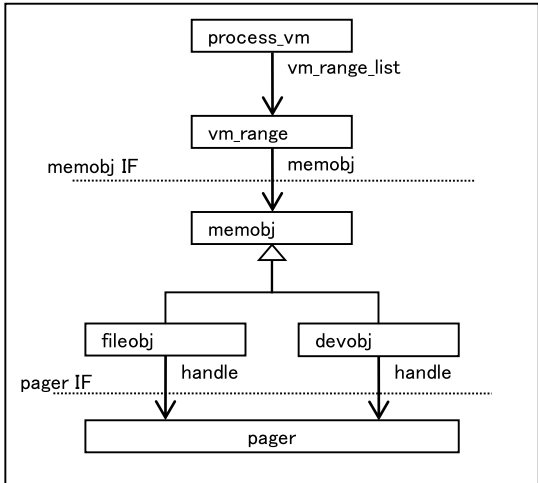 process_vm
vm_range_list
vm_range
memobj IF
memobj
memobj
fileobj
devobj
handle
handle
pager IF
pager